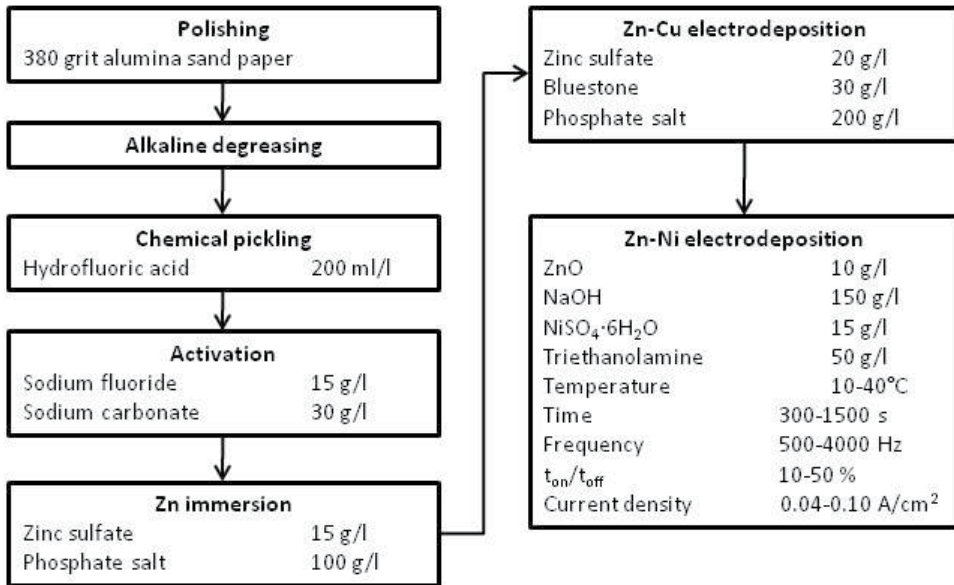 Polishing
380 grit alumina sand paper
Alkaline degreasing
Chemical pickling
Hydrofluoric acid 200 ml/l
Activation
Sodium fluoride 15 g/l
Sodium carbonate 30 g/l
Zn immersion
Zinc sulfate 15 g/l
Phosphate salt 100 g/l
Zn-Cu electrodeposition
Zinc sulfate 20 g/l
Bluestone 30 g/l
Phosphate salt 200 g/l
Zn-Ni electrodeposition
ZnO 10 g/l
NaOH 150 g/l
NiSO₄·6H₂O 15 g/l
Triethanolamine 50 g/l
Temperature 10-40°C
Time 300-1500 s
Frequency 500-4000 Hz
tₒₙ/tₒff 10-50 %
Current density 0.04-0.10 A/cm²